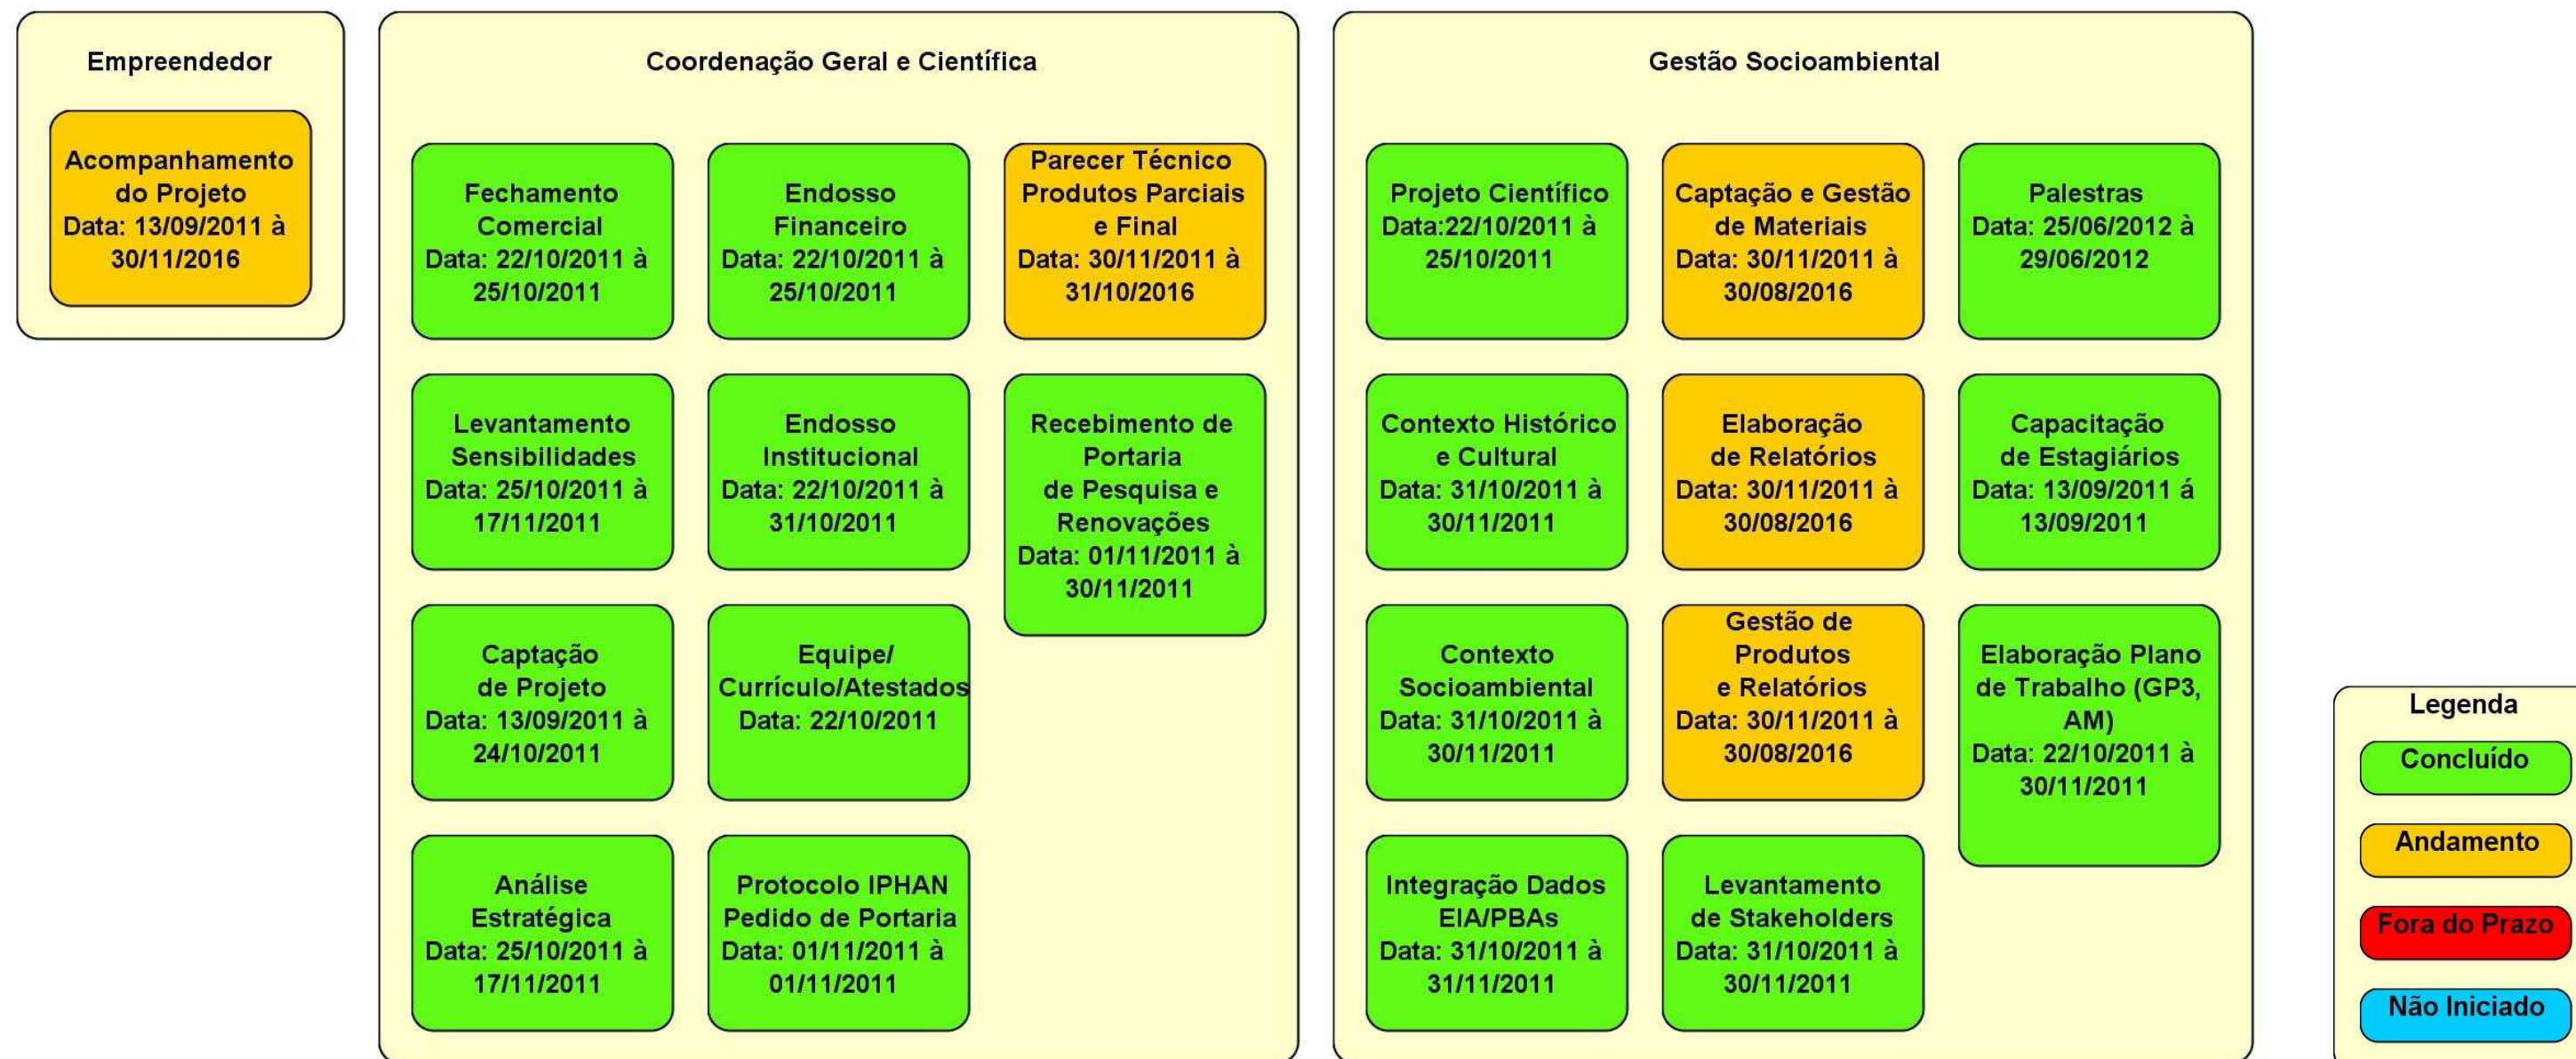 Empreendedor
Acompanhamento
do Projeto
Data: 13/09/2011 à
30/11/2016
Coordenação Geral e Científica
Fechamento
Comercial
Data: 22/10/2011 à
25/10/2011
Endosso
Financeiro
Data: 22/10/2011 à
25/10/2011
Parecer Técnico
Produtos Parciais
e Final
Data: 30/11/2011 à
31/10/2016
Levantamento
Sensibilidades
Data: 25/10/2011 à
17/11/2011
Endosso
Institucional
Data: 22/10/2011 à
31/10/2011
Recebimento de
Portaria
de Pesquisa e
Renovações
Data: 01/11/2011 à
30/11/2011
Captação
de Projeto
Data: 13/09/2011 à
24/10/2011
Equipe/
Currículo/Atestados
Data: 22/10/2011
Análise
Estratégica
Data: 25/10/2011 à
17/11/2011
Protocolo IPHAN
Pedido de Portaria
Data: 01/11/2011 à
01/11/2011
Gestão Socioambiental
Projeto Científico
Data:22/10/2011 à
25/10/2011
Captação e Gestão
de Materiais
Data: 30/11/2011 à
30/08/2016
Palestras
Data: 25/06/2012 à
29/06/2012
Contexto Histórico
e Cultural
Data: 31/10/2011 à
30/11/2011
Elaboração
de Relatórios
Data: 30/11/2011 à
30/08/2016
Capacitação
de Estagiários
Data: 13/09/2011 á
13/09/2011
Contexto
Socioambiental
Data: 31/10/2011 à
30/11/2011
Gestão de
Produtos
e Relatórios
Data: 30/11/2011 à
30/08/2016
Elaboração Plano
de Trabalho (GP3,
AM)
Data: 22/10/2011 à
30/11/2011
Integração Dados
EIA/PBAs
Data: 31/10/2011 à
31/11/2011
Levantamento
de Stakeholders
Data: 31/10/2011 à
30/11/2011
Legenda
Concluído
Andamento
Fora do Prazo
Não Iniciado